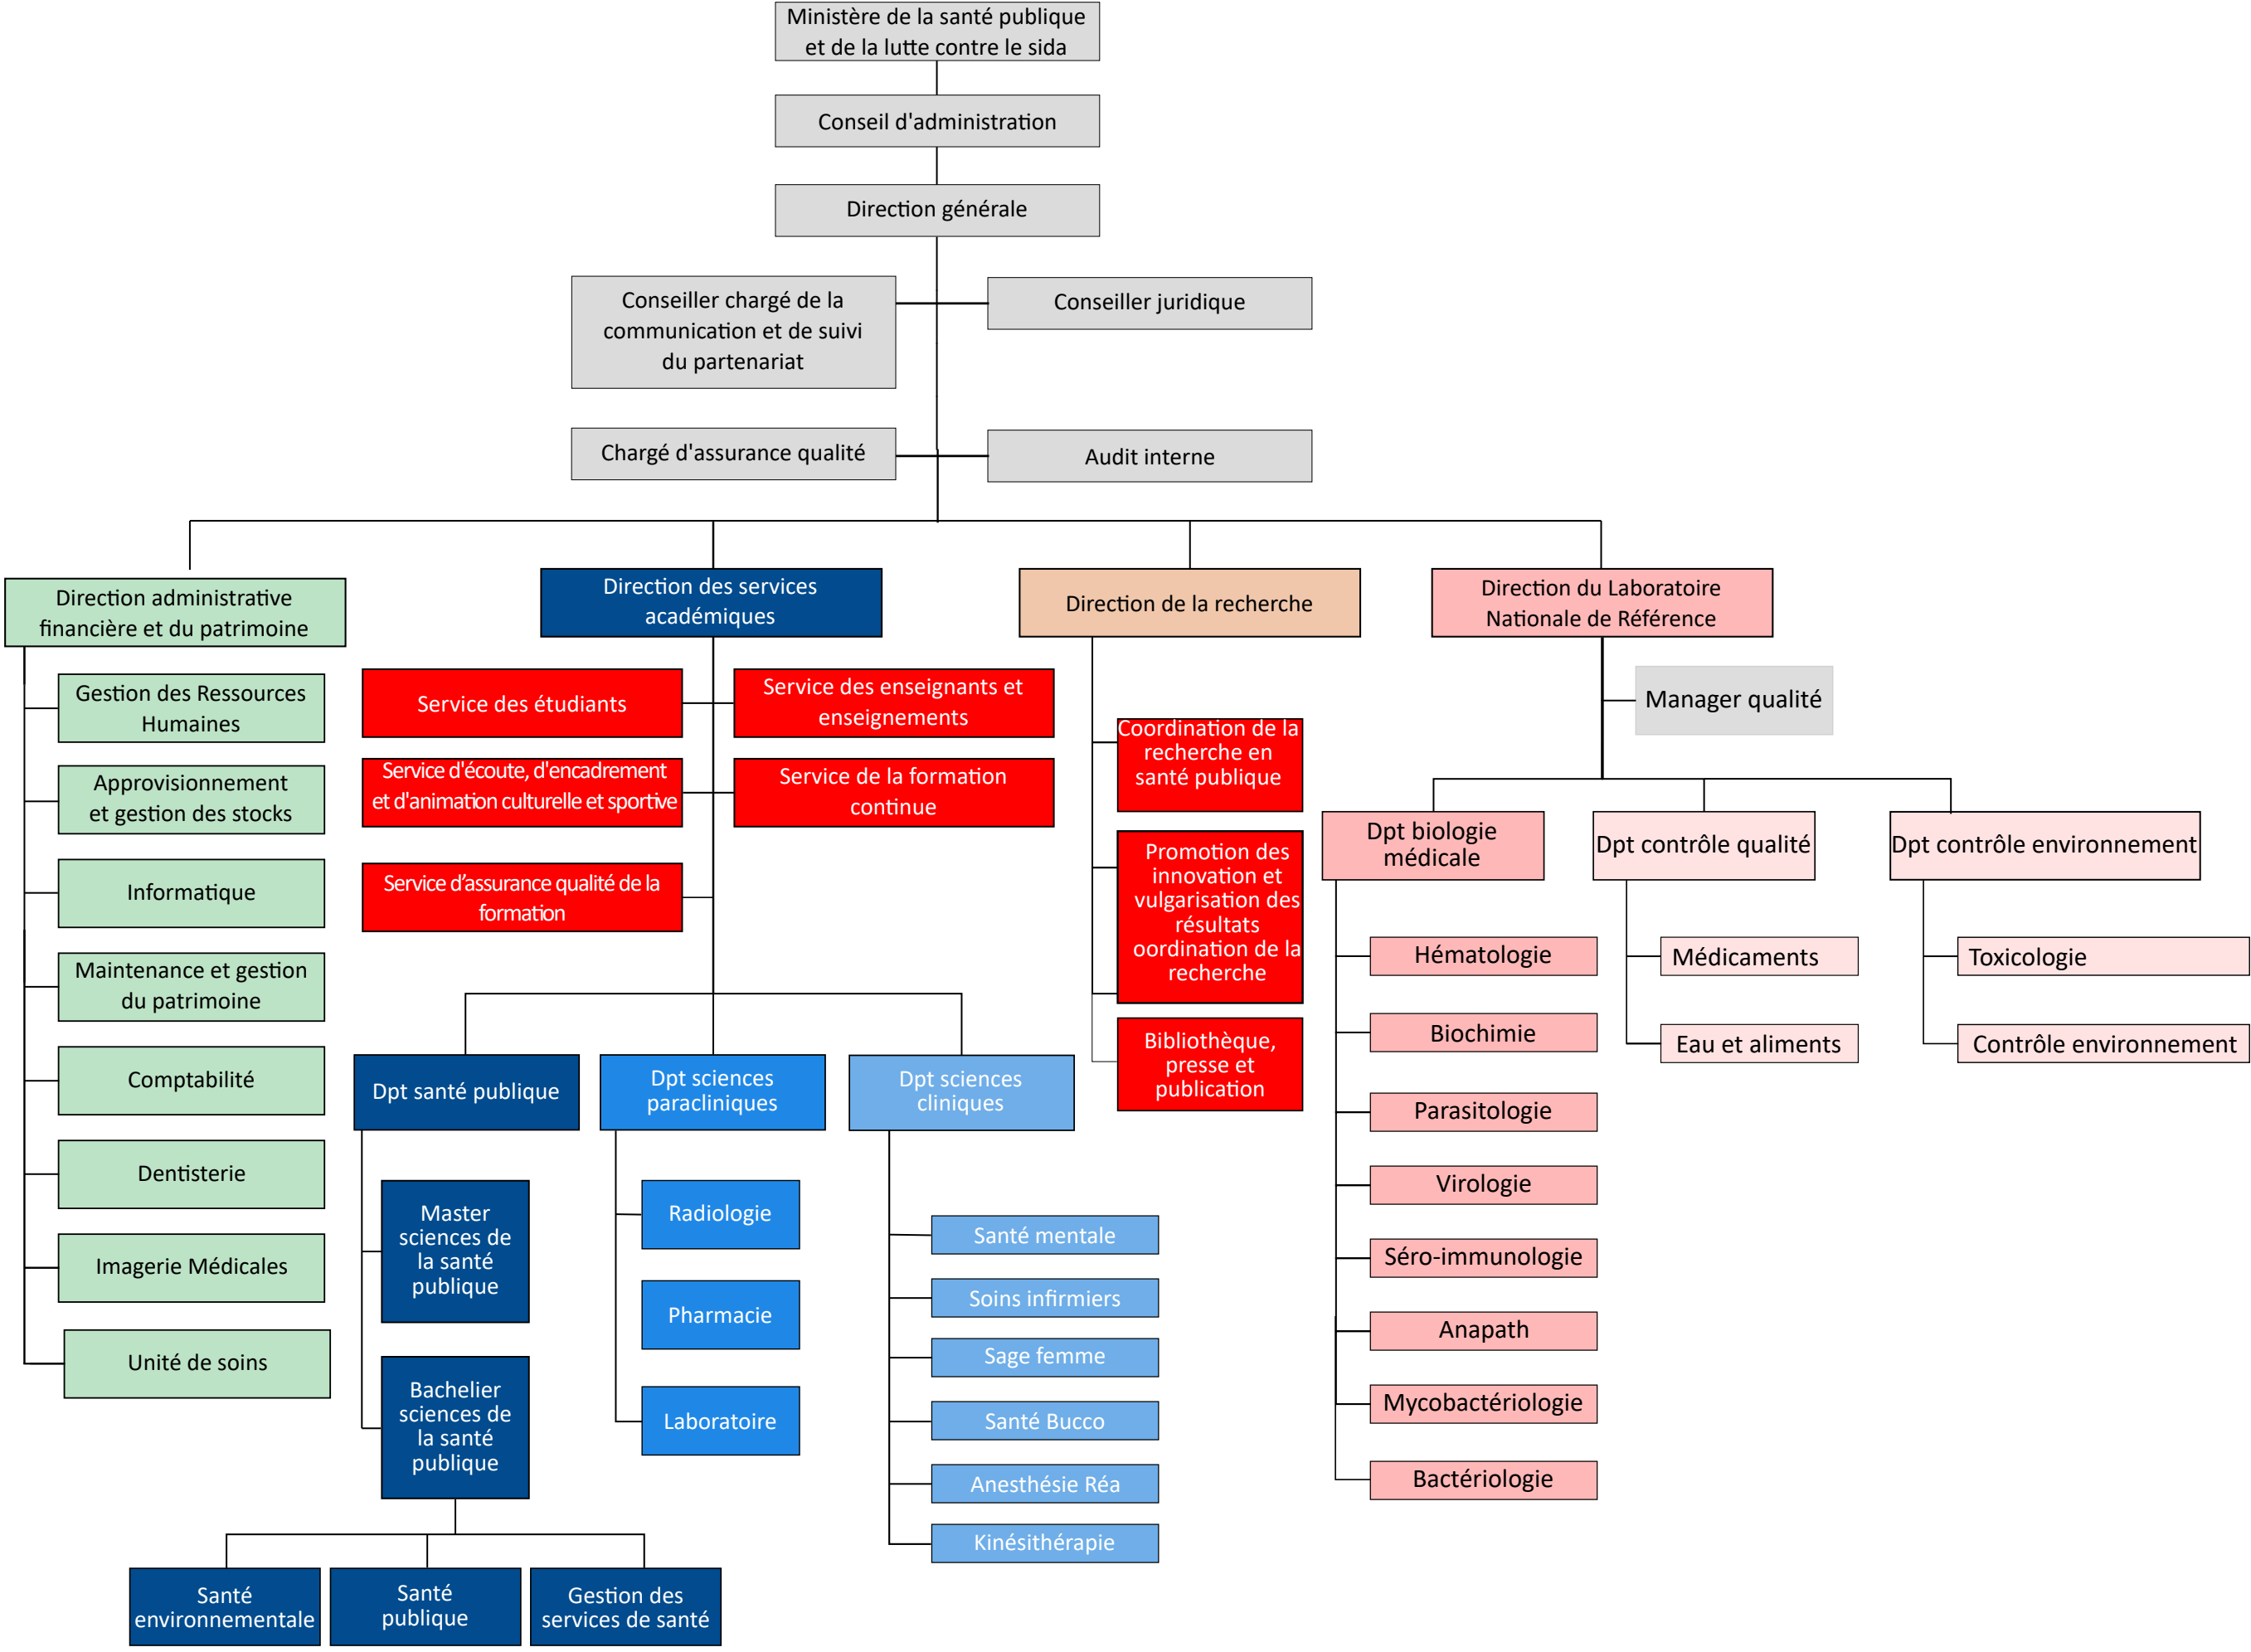 Ministère de la santé publique
et de la lutte contre le sida
Conseil d'administration
Direction générale
Conseiller chargé de la
communication et de suivi
du partenariat
Conseiller juridique
Chargé d'assurance qualité
Audit interne
Direction administrative
financière et du patrimoine
Gestion des Ressources
Humaines
Approvisionnement
et gestion des stocks
Informatique
Maintenance et gestion
du patrimoine
Comptabilité
Dentisterie
Imagerie Médicales
Unité de soins
Direction des services
académiques
Service des étudiants
Service des enseignants et
enseignements
Service d'écoute, d'encadrement
et d'animation culturelle et sportive
Service de la formation
continue
Service d’assurance qualité de la
formation
Dpt santé publique
Master
sciences de
la santé
publique
Bachelier
sciences de
la santé
publique
Santé
environnementale
Santé
publique
Gestion des
services de santé
Dpt sciences
paracliniques
Radiologie
Pharmacie
Laboratoire
Dpt sciences
cliniques
Santé mentale
Soins infirmiers
Sage femme
Santé Bucco
Anesthésie Réa
Kinésithérapie
Direction de la recherche
Coordination de la
recherche en
santé publique
Promotion des
innovation et
vulgarisation des
résultats
oordination de la
recherche
Bibliothèque,
presse et
publication
Direction du Laboratoire
Nationale de Référence
Manager qualité
Dpt biologie
médicale
Hématologie
Biochimie
Parasitologie
Virologie
Séro-immunologie
Anapath
Mycobactériologie
Bactériologie
Dpt contrôle qualité
Médicaments
Eau et aliments
Dpt contrôle environnement
Toxicologie
Contrôle environnement